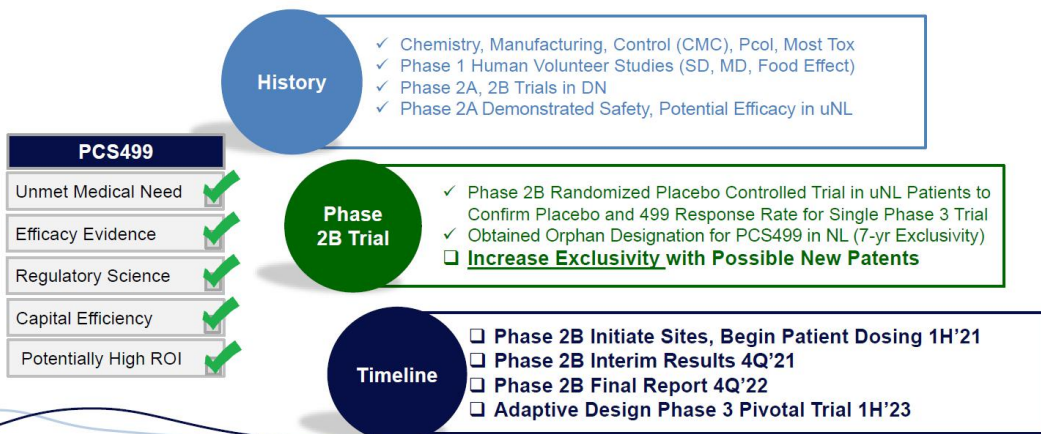 History
✓ Chemistry, Manufacturing, Control (CMC), Pcol, Most Tox
✓ Phase 1 Human Volunteer Studies (SD, MD, Food Effect)
✓ Phase 2A, 2B Trials in DN
✓ Phase 2A Demonstrated Safety, Potential Efficacy in uNL
PCS499
Unmet Medical Need
Efficacy Evidence
Regulatory Science
Capital Efficiency
Potentially High ROI
Phase
2B Trial
✓ Phase 2B Randomized Placebo Controlled Trial in uNL Patients to
Confirm Placebo and 499 Response Rate for Single Phase 3 Trial
✓ Obtained Orphan Designation for PCS499 in NL (7-yr Exclusivity)
❑ Increase Exclusivity with Possible New Patents
Timeline
❑ Phase 2B Initiate Sites, Begin Patient Dosing 1H'21
❑ Phase 2B Interim Results 4Q'21
❑ Phase 2B Final Report 4Q'22
❑ Adaptive Design Phase 3 Pivotal Trial 1H'23